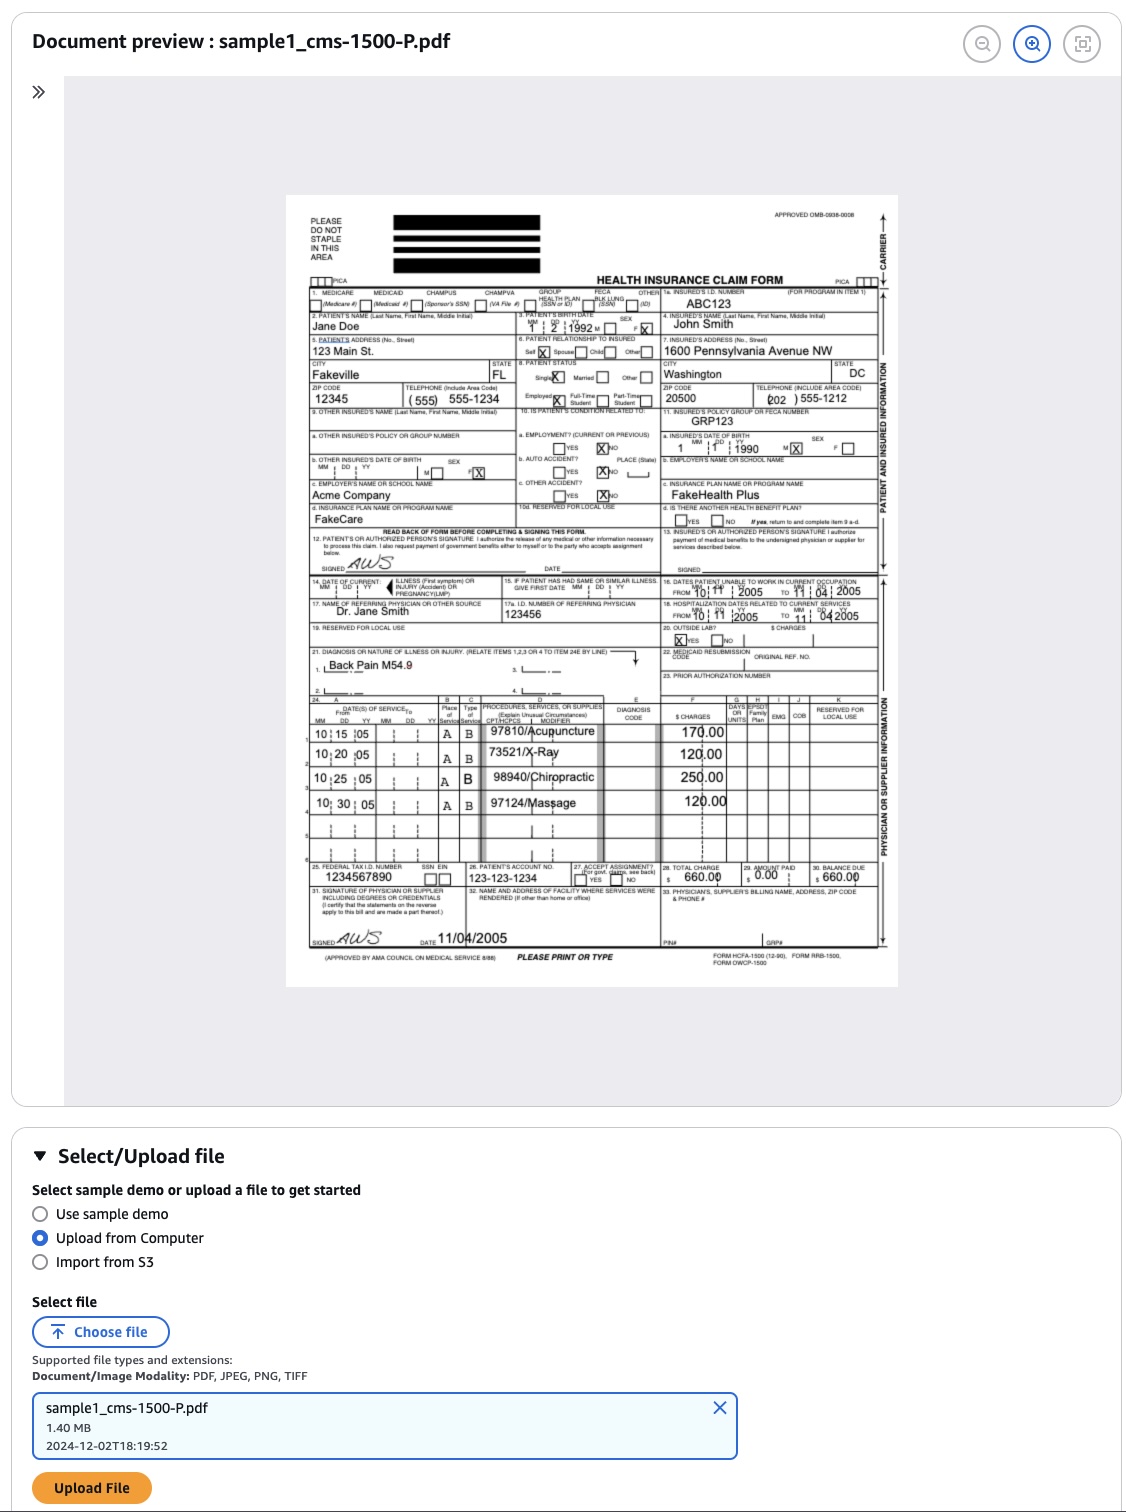 Document preview : sample1_cms-1500-P.pdf
PLEASE
DO NOT
STAPLE
IN THIS
AREA
APPROVED OMB-0938-0008
CARRIER
PICA
HEALTH INSURANCE CLAIM FORM
PICA
1. MEDICARE MEDICAID CHAMPUS CHAMPVA GROUP HEALTH PLAN FECA BLK LUNG OTHER
(Medicare #) (Medicaid #) (Sponsor's SSN) (VA File #) (SSN or ID) (SSN) (ID)
1a. INSURED'S I.D. NUMBER (FOR PROGRAM IN ITEM 1)
ABC123
2. PATIENT'S NAME (Last Name, First Name, Middle Initial)
Jane Doe
3. PATIENT'S BIRTH DATE
MM DD YY SEX
1 2 1992 M F X
4. INSURED'S NAME (Last Name, First Name, Middle Initial)
John Smith
5. PATIENT'S ADDRESS (No., Street)
123 Main St.
6. PATIENT RELATIONSHIP TO INSURED
Self X Spouse Child Other
7. INSURED'S ADDRESS (No., Street)
1600 Pennsylvania Avenue NW
CITY STATE
Fakeville FL
8. PATIENT STATUS
Single X Married Other
CITY STATE
Washington DC
ZIP CODE TELEPHONE (Include Area Code)
12345 (555) 555-1234
Employed X Full-Time Student Part-Time Student
ZIP CODE TELEPHONE (INCLUDE AREA CODE)
20500 (202 ) 555-1212
9. OTHER INSURED'S NAME (Last Name, First Name, Middle Initial)
10. IS PATIENT'S CONDITION RELATED TO:
11. INSURED'S POLICY GROUP OR FECA NUMBER
GRP123
a. OTHER INSURED'S POLICY OR GROUP NUMBER
a. EMPLOYMENT? (CURRENT OR PREVIOUS)
YES X NO
a. INSURED'S DATE OF BIRTH
MM DD YY SEX
1 1 1990 M X F
b. OTHER INSURED'S DATE OF BIRTH
MM DD YY SEX
M F X
b. AUTO ACCIDENT? PLACE (State)
YES X NO
b. EMPLOYER'S NAME OR SCHOOL NAME
c. EMPLOYER'S NAME OR SCHOOL NAME
Acme Company
c. OTHER ACCIDENT?
YES X NO
c. INSURANCE PLAN NAME OR PROGRAM NAME
FakeHealth Plus
d. INSURANCE PLAN NAME OR PROGRAM NAME
FakeCare
10d. RESERVED FOR LOCAL USE
d. IS THERE ANOTHER HEALTH BENEFIT PLAN?
YES NO If yes, return to and complete item 9 a-d.
PATIENT AND INSURED INFORMATION
READ BACK OF FORM BEFORE COMPLETING & SIGNING THIS FORM.
12. PATIENT'S OR AUTHORIZED PERSON'S SIGNATURE I authorize the release of any medical or other information necessary
to process this claim. I also request payment of government benefits either to myself or to the party who accepts assignment
below.
SIGNED AWS DATE
13. INSURED'S OR AUTHORIZED PERSON'S SIGNATURE I authorize
payment of medical benefits to the undersigned physician or supplier for
services described below.
SIGNED
14. DATE OF CURRENT:
MM DD YY
ILLNESS (First symptom) OR
INJURY (Accident) OR
PREGNANCY(LMP)
15. IF PATIENT HAS HAD SAME OR SIMILAR ILLNESS.
GIVE FIRST DATE MM DD YY
16. DATES PATIENT UNABLE TO WORK IN CURRENT OCCUPATION
MM DD YY MM DD YY
FROM 10 11 2005 TO 11 04 2005
17. NAME OF REFERRING PHYSICIAN OR OTHER SOURCE
Dr. Jane Smith
17a. I.D. NUMBER OF REFERRING PHYSICIAN
123456
18. HOSPITALIZATION DATES RELATED TO CURRENT SERVICES
MM DD YY MM DD YY
FROM 10 11 2005 TO 11 04 2005
19. RESERVED FOR LOCAL USE
20. OUTSIDE LAB? $ CHARGES
X YES NO
21. DIAGNOSIS OR NATURE OF ILLNESS OR INJURY. (RELATE ITEMS 1,2,3 OR 4 TO ITEM 24E BY LINE)
1. Back Pain M54.9
3.
2.
4.
22. MEDICAID RESUBMISSION
CODE ORIGINAL REF. NO.
23. PRIOR AUTHORIZATION NUMBER
24. A B C D E F G H I J K
DATE(S) OF SERVICE
From To
MM DD YY MM DD YY
Place of Service
Type of Service
PROCEDURES, SERVICES, OR SUPPLIES
(Explain Unusual Circumstances)
CPT/HCPCS MODIFIER
DIAGNOSIS CODE
$ CHARGES
DAYS OR UNITS
EPSDT Family Plan
EMG
COB
RESERVED FOR LOCAL USE
1 10 15 05 A B 97810/Acupuncture 170.00
2 10 20 05 A B 73521/X-Ray 120.00
3 10 25 05 A B 98940/Chiropractic 250.00
4 10 30 05 A B 97124/Massage 120.00
5
6
PHYSICIAN OR SUPPLIER INFORMATION
25. FEDERAL TAX I.D. NUMBER SSN EIN
1234567890
26. PATIENT'S ACCOUNT NO.
123-123-1234
27. ACCEPT ASSIGNMENT?
(For govt. claims, see back)
YES NO
28. TOTAL CHARGE
$ 660.00
29. AMOUNT PAID
$ 0.00
30. BALANCE DUE
$ 660.00
31. SIGNATURE OF PHYSICIAN OR SUPPLIER
INCLUDING DEGREES OR CREDENTIALS
(I certify that the statements on the reverse
apply to this bill and are made a part thereof.)
SIGNED AWS DATE 11/04/2005
32. NAME AND ADDRESS OF FACILITY WHERE SERVICES WERE
RENDERED (If other than home or office)
33. PHYSICIAN'S, SUPPLIER'S BILLING NAME, ADDRESS, ZIP CODE
& PHONE #
PIN# GRP#
(APPROVED BY AMA COUNCIL ON MEDICAL SERVICE 8/88)
PLEASE PRINT OR TYPE
FORM HCFA-1500 (12-90), FORM RRB-1500,
FORM OWCP-1500
Select/Upload file
Select sample demo or upload a file to get started
Use sample demo
Upload from Computer
Import from S3
Select file
Choose file
Supported file types and extensions:
Document/Image Modality: PDF, JPEG, PNG, TIFF
sample1_cms-1500-P.pdf
1.40 MB
2024-12-02T18:19:52
Upload File